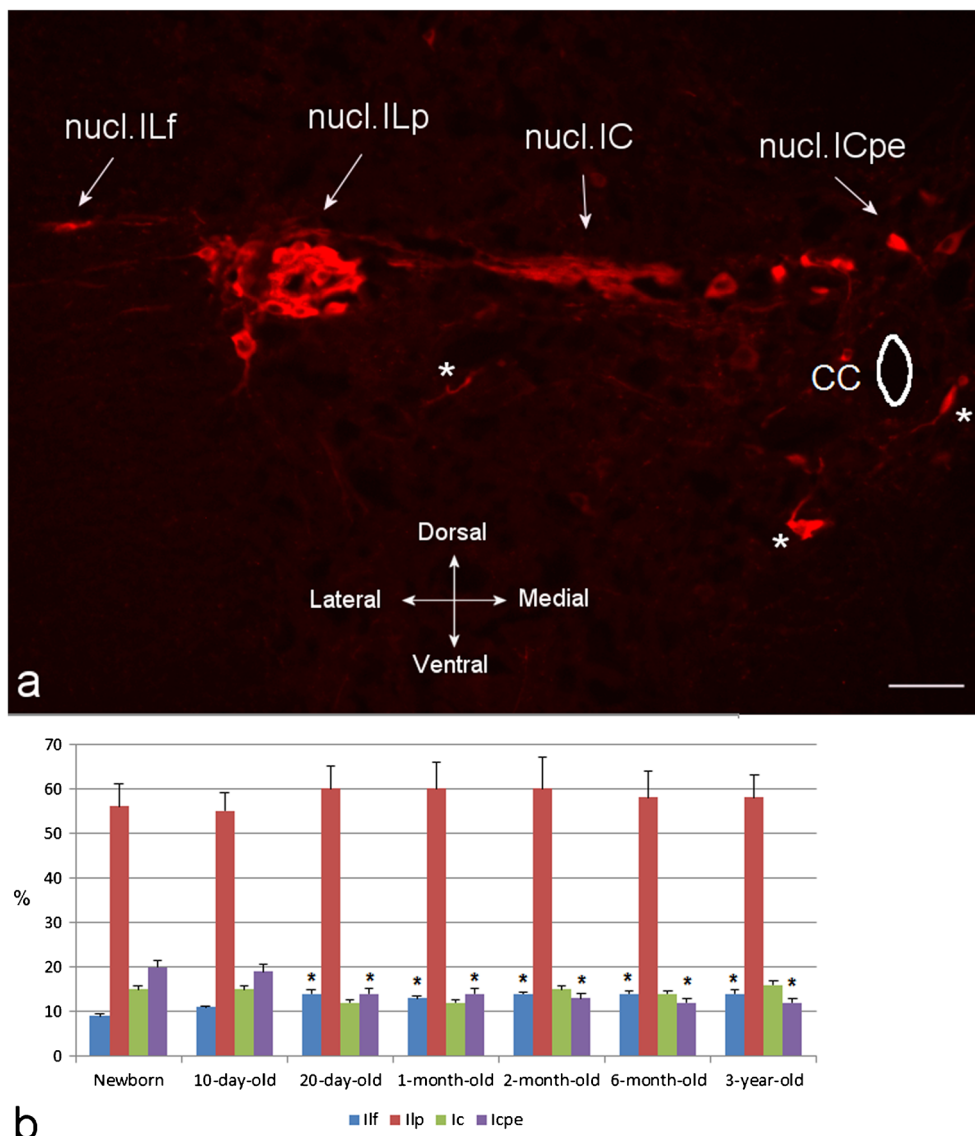 nucl.ILf
nucl.ILp
nucl.IC
nucl.ICpe
*
CC
*
*
Dorsal
Lateral
Medial
Ventral
a
70
60
50
40
30
20
10
0
%
* * * * * * * * * *
Newborn 10-day-old 20-day-old 1-month-old 2-month-old 6-month-old 3-year-old
Ilf Ilp Ic Icpe
b